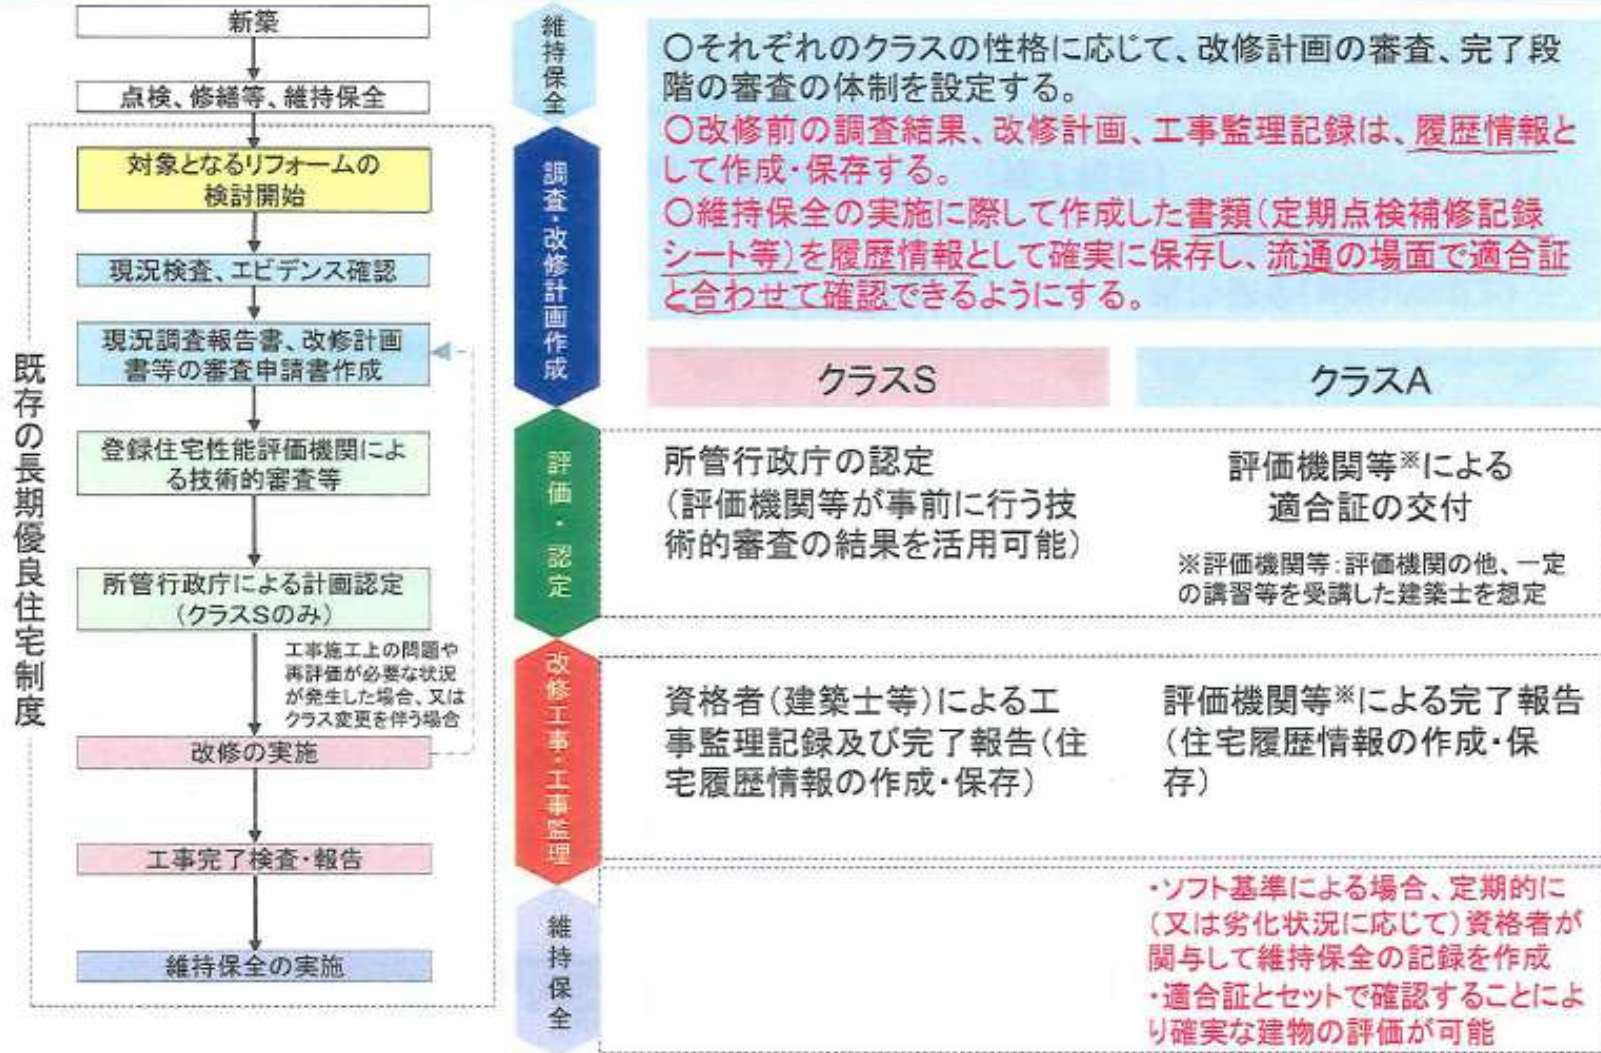 新築
点検、修繕等、維持保全
対象となるリフォームの
検討開始
現況検査、エビデンス確認
現況調査報告書、改修計画
書等の審査申請書作成
登録住宅性能評価機関によ
る技術的審査等
所管行政庁による計画認定
(クラスSのみ)
工事施工上の問題や
再評価が必要な状況
が発生した場合、又は
クラス変更を伴う場合
改修の実施
工事完了検査・報告
維持保全の実施
既存の長期優良住宅制度
維持保全
調査・改修計画作成
評価・認定
改修工事・工事監理
維持保全
○それぞれのクラスの性格に応じて、改修計画の審査、完了段
階の審査の体制を設定する。
○改修前の調査結果、改修計画、工事監理記録は、履歴情報と
して作成・保存する。
○維持保全の実施に際して作成した書類(定期点検補修記録
シート等)を履歴情報として確実に保存し、流通の場面で適合証
と合わせて確認できるようにする。
クラスS
クラスA
所管行政庁の認定
(評価機関等が事前に行う技
術的審査の結果を活用可能)
評価機関等※による
適合証の交付
※評価機関等:評価機関の他、一定
の講習等を受講した建築士を想定
資格者(建築士等)による工
事監理記録及び完了報告(住
宅履歴情報の作成・保存)
評価機関等※による完了報告
(住宅履歴情報の作成・保
存)
・ソフト基準による場合、定期的に
(又は劣化状況に応じて)資格者が
関与して維持保全の記録を作成
・適合証とセットで確認することによ
り確実な建物の評価が可能